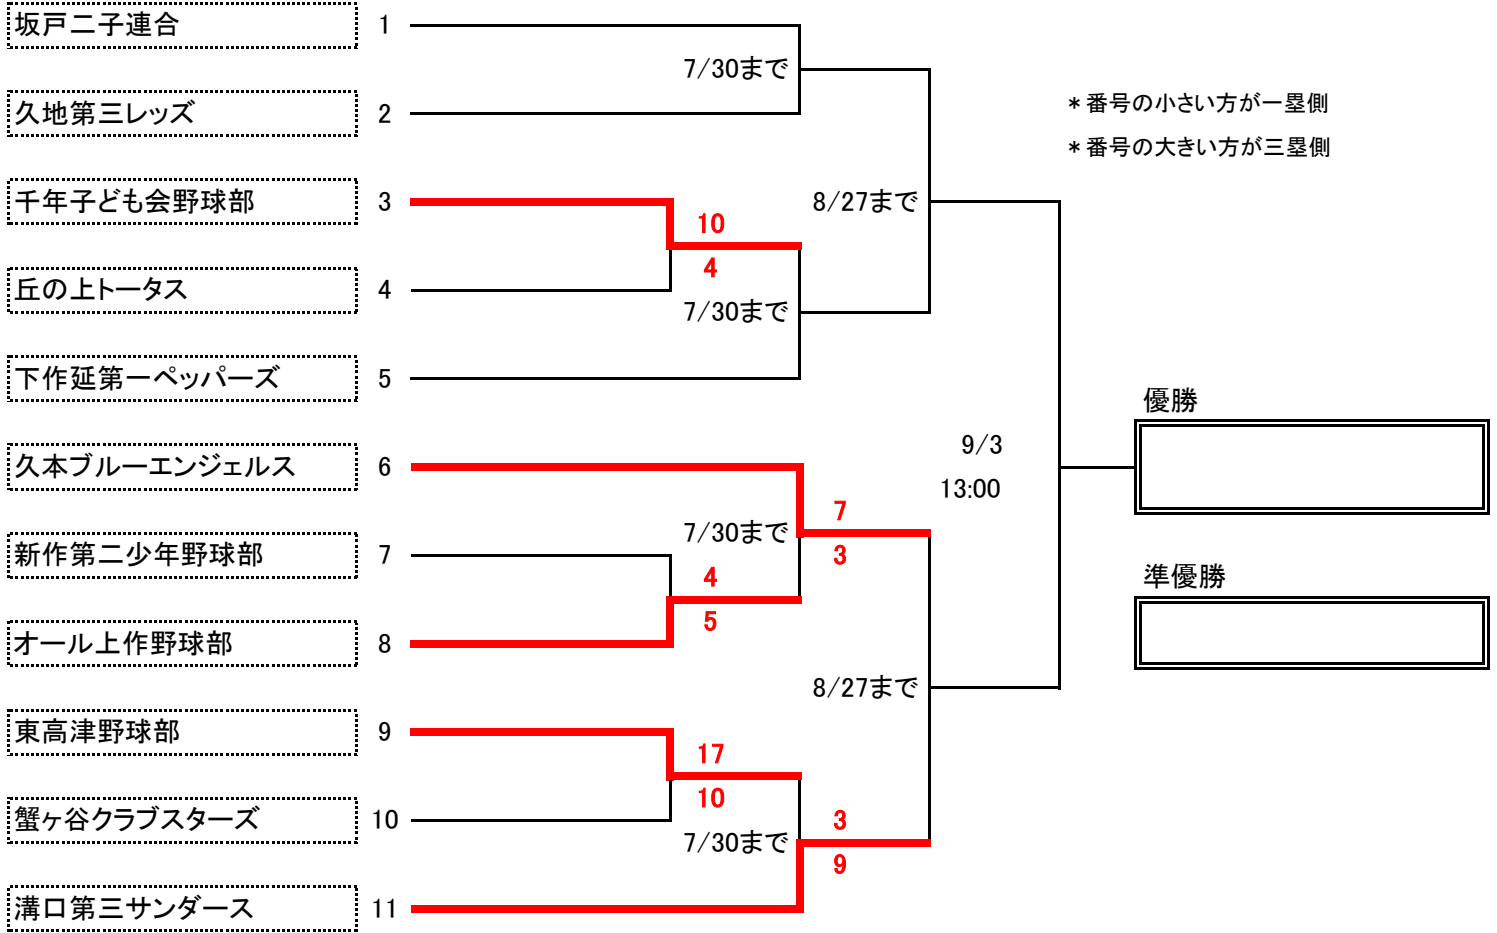 坂戸二子連合 1
7/30まで
久地第三レッズ 2
＊番号の小さい方が一塁側
＊番号の大きい方が三塁側
千年子ども会野球部 3
8/27まで
10
4
丘の上トータス 4
7/30まで
下作延第一ペッパーズ 5
優勝
久本ブルーエンジェルス 6
9/3
13:00
7
7/30まで
3
新作第二少年野球部 7
4
5
準優勝
オール上作野球部 8
8/27まで
東高津野球部 9
17
10
蟹ヶ谷クラブスターズ 10
7/30まで
3
9
溝口第三サンダース 11